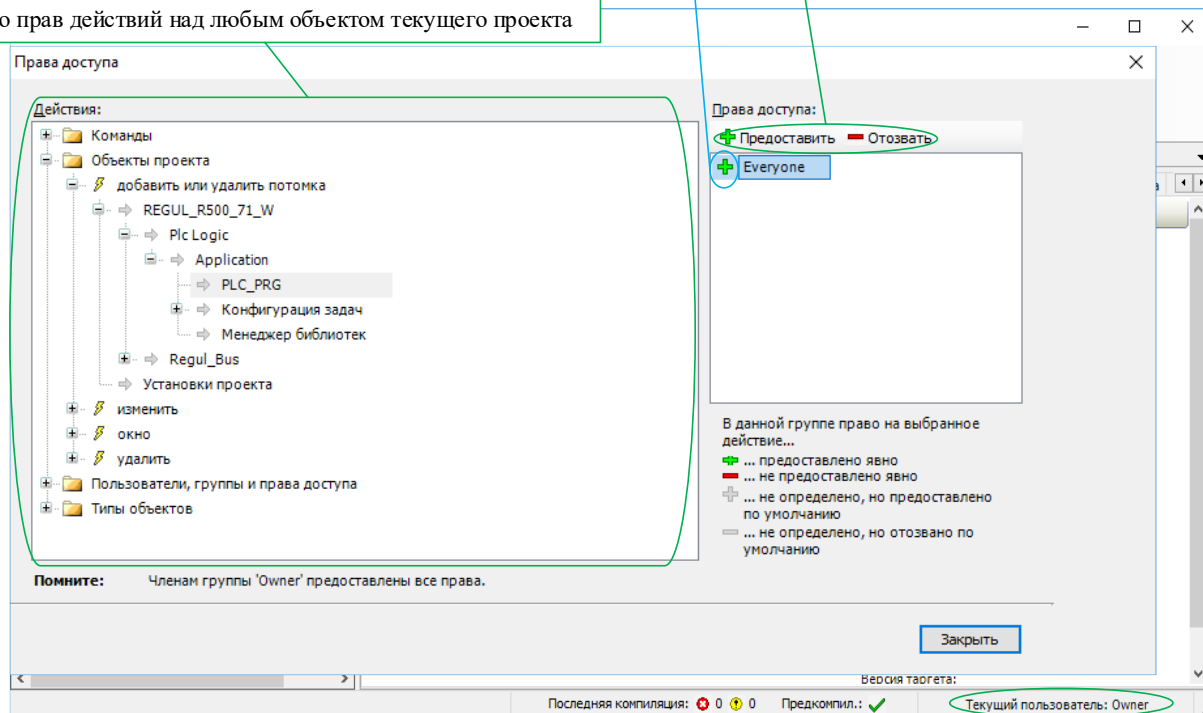 о прав действий над любым объектом текущего проекта
Права доступа
Действия:
Команды
Объекты проекта
добавить или удалить потомка
REGUL_R500_71_W
Plc Logic
Application
PLC_PRG
Конфигурация задач
Менеджер библиотек
Regul_Bus
Установки проекта
изменить
окно
удалить
Пользователи, группы и права доступа
Типы объектов
Права доступа:
Предоставить Отозвать
Everyone
В данной группе право на выбранное
действие...
... предоставлено явно
... не предоставлено явно
... не определено, но предоставлено
по умолчанию
... не определено, но отозвано по
умолчанию
Помните: Членам группы 'Owner' предоставлены все права.
Закрыть
Версия таргета:
Последняя компиляция: 0 0 Предкомпил.: Текущий пользователь: Owner